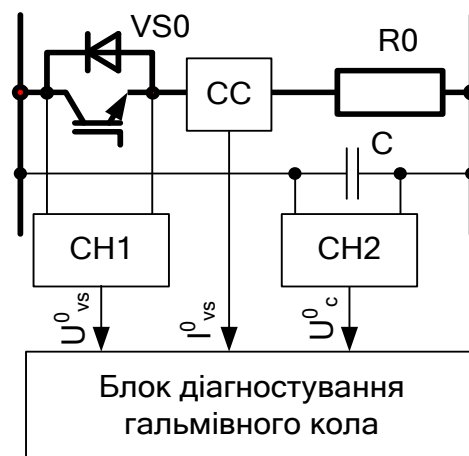 VS0
R0
CC
C
CH1
CH2
U⁰vs
I⁰vs
U⁰c
Блок діагностування
гальмівного кола